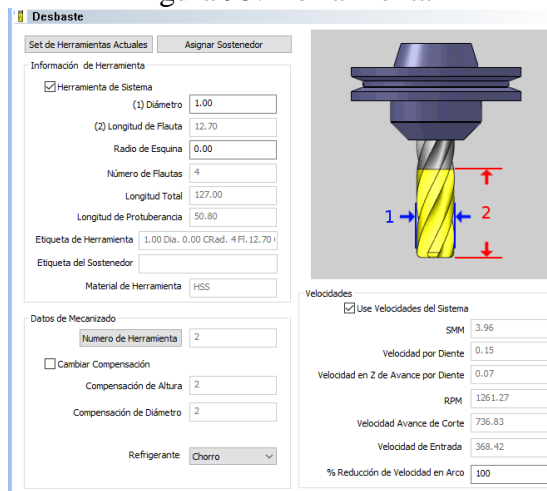 Desbaste
Set de Herramientas Actuales
Asignar Sostenedor
Información de Herramienta
Herramienta de Sistema
(1) Diámetro 1.00
(2) Longitud de Flauta 12.70
Radio de Esquina 0.00
Número de Flautas 4
Longitud Total 127.00
Longitud de Protuberancia 50.80
Etiqueta de Herramienta 1.00 Dia. 0.00 CRad. 4 Fl. 12.70
Etiqueta del Sostenedor
Material de Herramienta HSS
Datos de Mecanizado
Numero de Herramienta 2
Cambiar Compensación
Compensación de Altura 2
Compensación de Diámetro 2
Refrigerante Chorro
1
2
Velocidades
Use Velocidades del Sistema
SMM 3.96
Velocidad por Diente 0.15
Velocidad en Z de Avance por Diente 0.07
RPM 1261.27
Velocidad Avance de Corte 736.83
Velocidad de Entrada 368.42
% Reducción de Velocidad en Arco 100